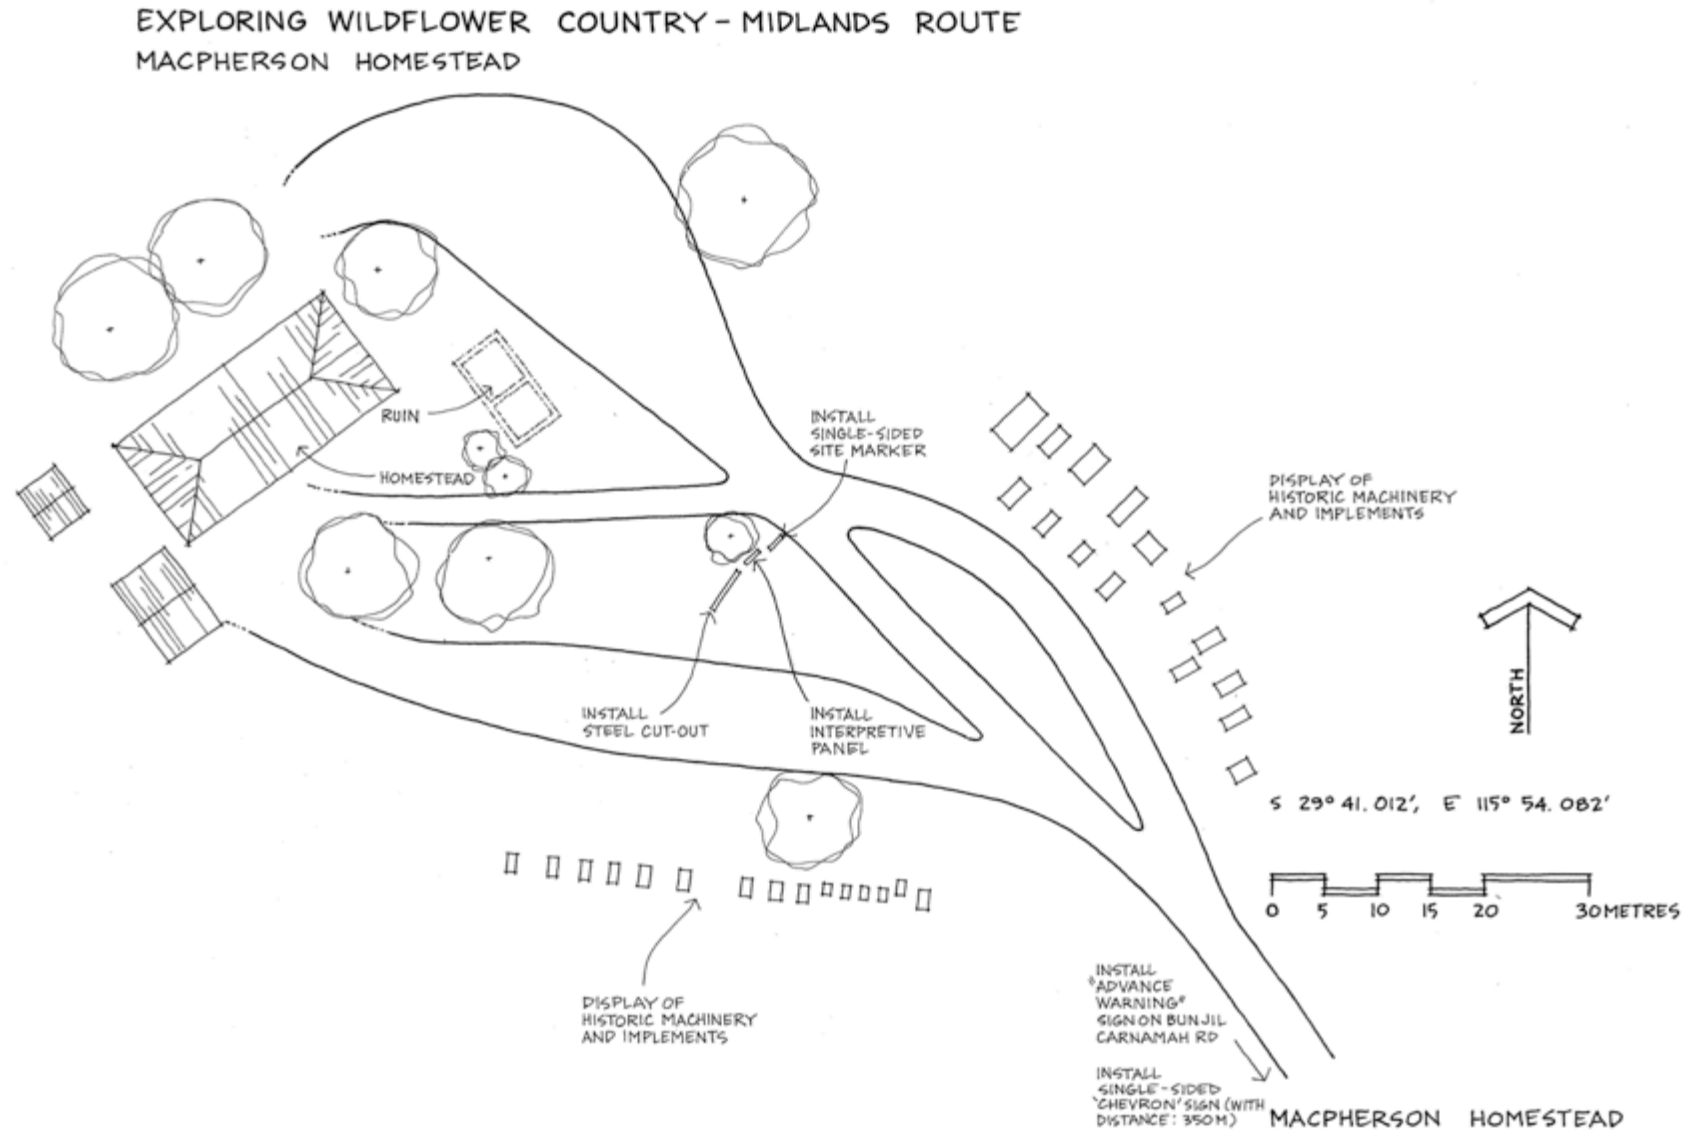 EXPLORING WILDFLOWER COUNTRY - MIDLANDS ROUTE
MACPHERSON HOMESTEAD
RUIN
HOMESTEAD
INSTALL
SINGLE-SIDED
SITE MARKER
DISPLAY OF
HISTORIC MACHINERY
AND IMPLEMENTS
INSTALL
STEEL CUT-OUT
INSTALL
INTERPRETIVE
PANEL
NORTH
S 29° 41.012', E 115° 54.082'
0 5 10 15 20 30 METRES
DISPLAY OF
HISTORIC MACHINERY
AND IMPLEMENTS
INSTALL
"ADVANCE
WARNING"
SIGN ON BUNJIL
CARNAMAH RD
INSTALL
SINGLE-SIDED
'CHEVRON' SIGN (WITH
DISTANCE: 350M)
MACPHERSON HOMESTEAD